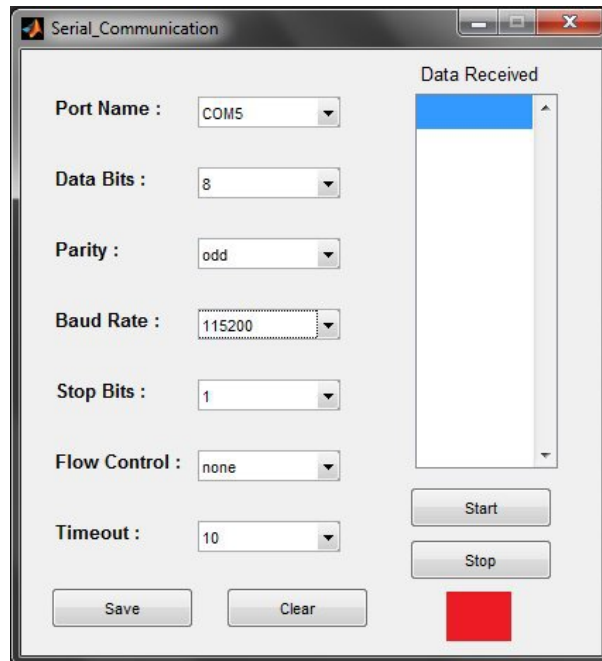 Serial_Communication
Data Received
Port Name :
COM5
Data Bits :
8
Parity :
odd
Baud Rate :
115200
Stop Bits :
1
Flow Control :
none
Timeout :
10
Start
Stop
Save
Clear